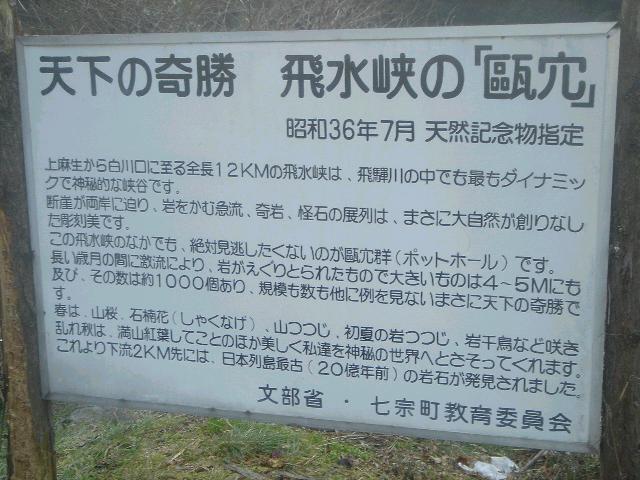 天下の奇勝　飛水峡の「甌穴」
昭和36年7月 天然記念物指定
上麻生から白川口に至る全長12KMの飛水峡は、飛騨川の中でも最もダイナミッ
クで神秘的な峡谷です。
断崖が両岸に迫り、岩をかむ急流、奇岩、怪石の展列は、まさに大自然が創りなし
た彫刻美です。
この飛水峡のなかでも、絶対見逃したくないのが甌穴群(ポットホール)です。
長い歳月の間に激流により、岩がえぐりとられたもので大きいものは4~5Mにも
及び、その数は約1000個あり、規模も数も他に例を見ないまさに天下の奇勝で
す。
春は、山桜、石楠花(しゃくなげ)、山つつじ、初夏の岩つつじ、岩千鳥など咲き
乱れ秋は、満山紅葉してことのほか美しく私達を神秘の世界へとさそってくれます。
これより下流2KM先には、日本列島最古(20億年前)の岩石が発見されました。
文部省・七宗町教育委員会